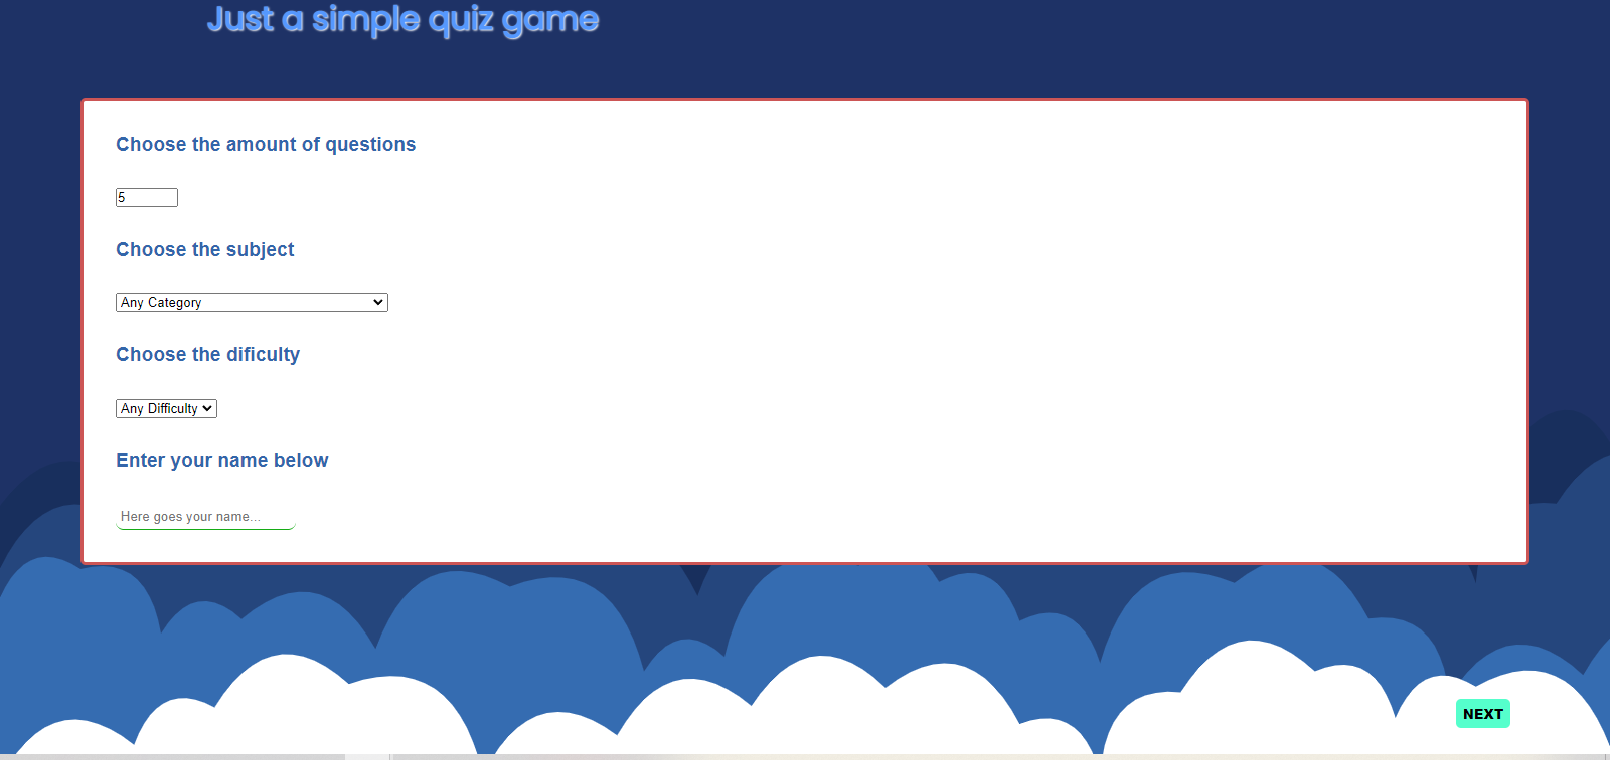 Just a simple quiz game
Choose the amount of questions
5
Choose the subject
Any Category
Choose the dificulty
Any Difficulty
Enter your name below
Here goes your name...
NEXT